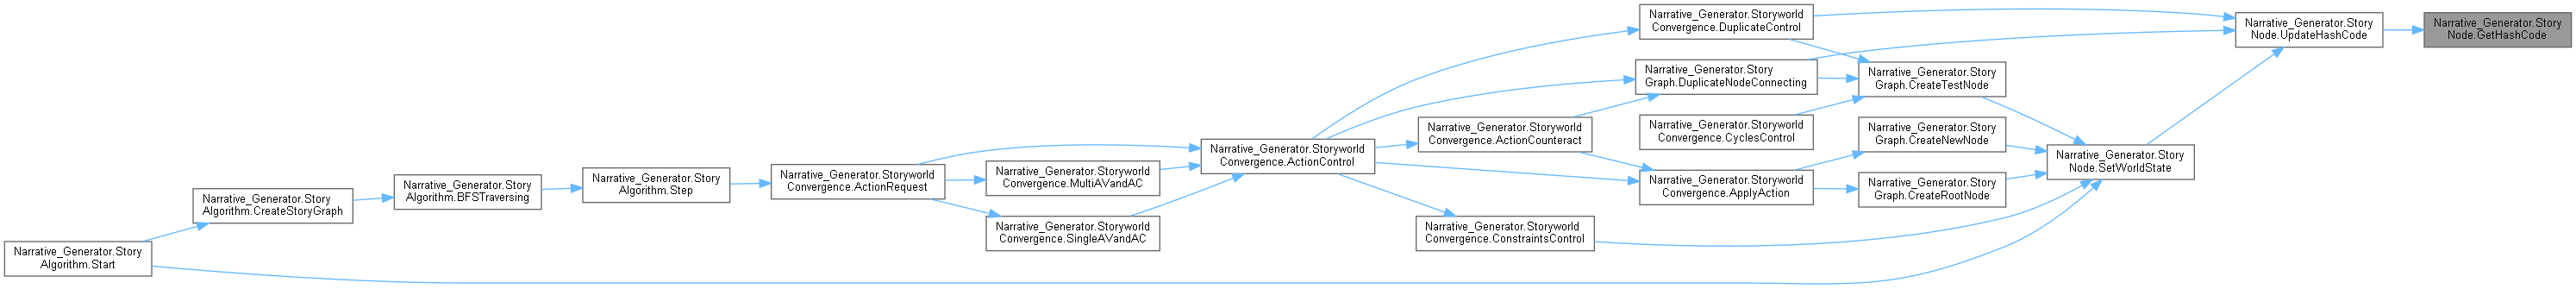 Narrative_Generator.Story
Algorithm.Start
Narrative_Generator.Story
Algorithm.CreateStoryGraph
Narrative_Generator.Story
Algorithm.BFSTraversing
Narrative_Generator.Story
Algorithm.Step
Narrative_Generator.Storyworld
Convergence.ActionRequest
Narrative_Generator.Storyworld
Convergence.MultiAVandAC
Narrative_Generator.Storyworld
Convergence.SingleAVandAC
Narrative_Generator.Storyworld
Convergence.ActionControl
Narrative_Generator.Storyworld
Convergence.DuplicateControl
Narrative_Generator.Story
Graph.DuplicateNodeConnecting
Narrative_Generator.Storyworld
Convergence.ActionCounteract
Narrative_Generator.Storyworld
Convergence.CyclesControl
Narrative_Generator.Storyworld
Convergence.ApplyAction
Narrative_Generator.Storyworld
Convergence.ConstraintsControl
Narrative_Generator.Story
Graph.CreateTestNode
Narrative_Generator.Story
Graph.CreateNewNode
Narrative_Generator.Story
Graph.CreateRootNode
Narrative_Generator.Story
Node.SetWorldState
Narrative_Generator.Story
Node.UpdateHashCode
Narrative_Generator.Story
Node.GetHashCode